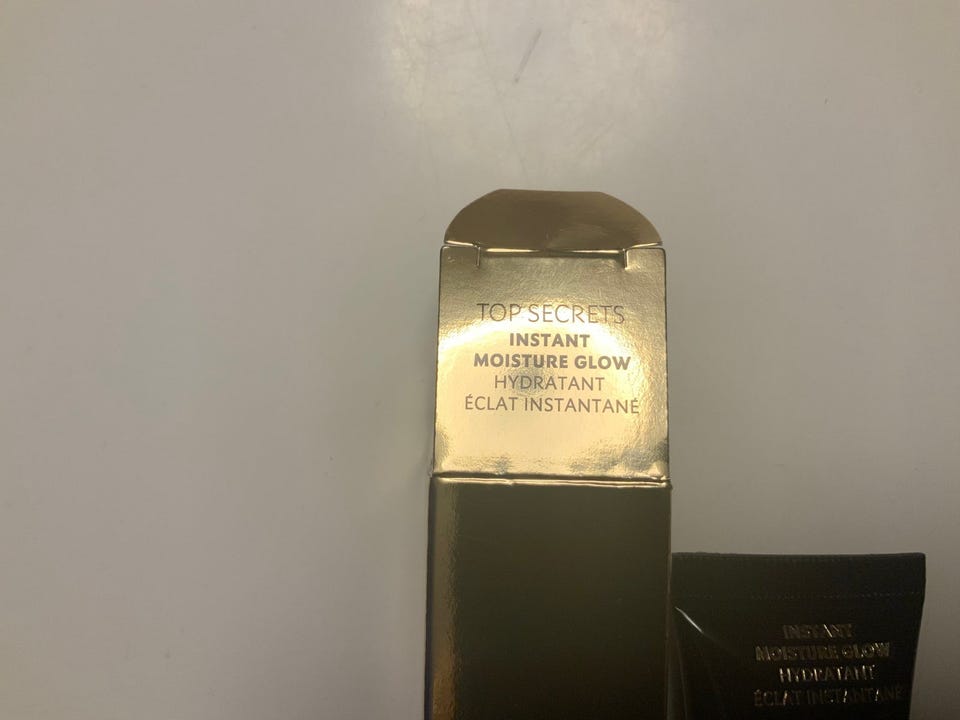 TOP SECRETS
INSTANT
MOISTURE GLOW
HYDRATANT
ÉCLAT INSTANTANÉ
INSTANT
MOISTURE GLOW
HYDRATANT
ÉCLAT INSTANTANÉ